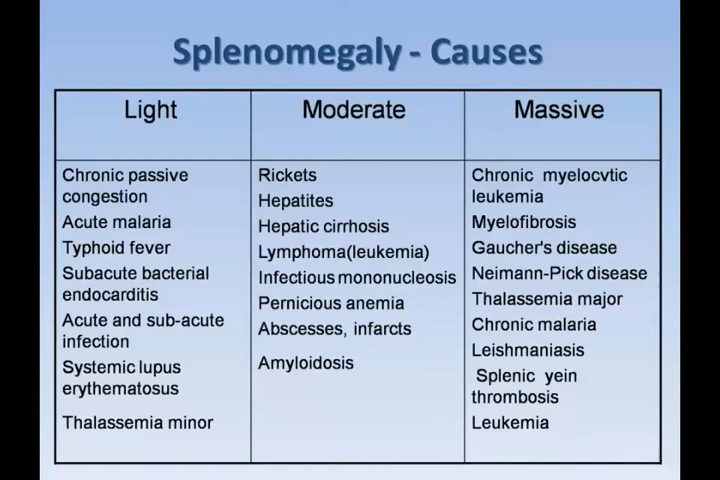 Splenomegaly - Causes
Light
Moderate
Massive
Chronic passive
congestion
Acute malaria
Typhoid fever
Subacute bacterial
endocarditis
Acute and sub-acute
infection
Systemic lupus
erythematosus
Thalassemia minor
Rickets
Hepatites
Hepatic cirrhosis
Lymphoma(leukemia)
Infectious mononucleosis
Pernicious anemia
Abscesses, infarcts
Amyloidosis
Chronic myelocvtic
leukemia
Myelofibrosis
Gaucher's disease
Neimann-Pick disease
Thalassemia major
Chronic malaria
Leishmaniasis
Splenic yein
thrombosis
Leukemia